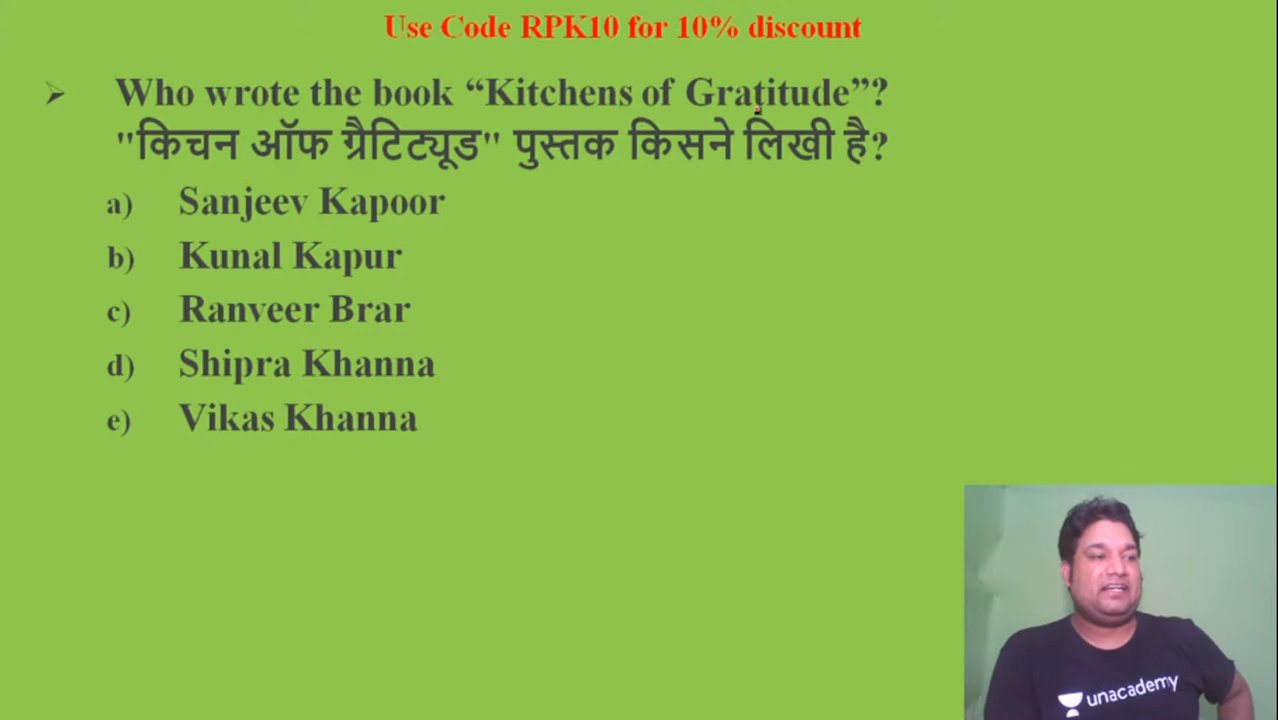 Use Code RPK10 for 10% discount
➢ Who wrote the book “Kitchens of Gratitude”?
"किचन ऑफ ग्रैटिट्यूड" पुस्तक किसने लिखी है?
a) Sanjeev Kapoor
b) Kunal Kapur
c) Ranveer Brar
d) Shipra Khanna
e) Vikas Khanna
unacademy